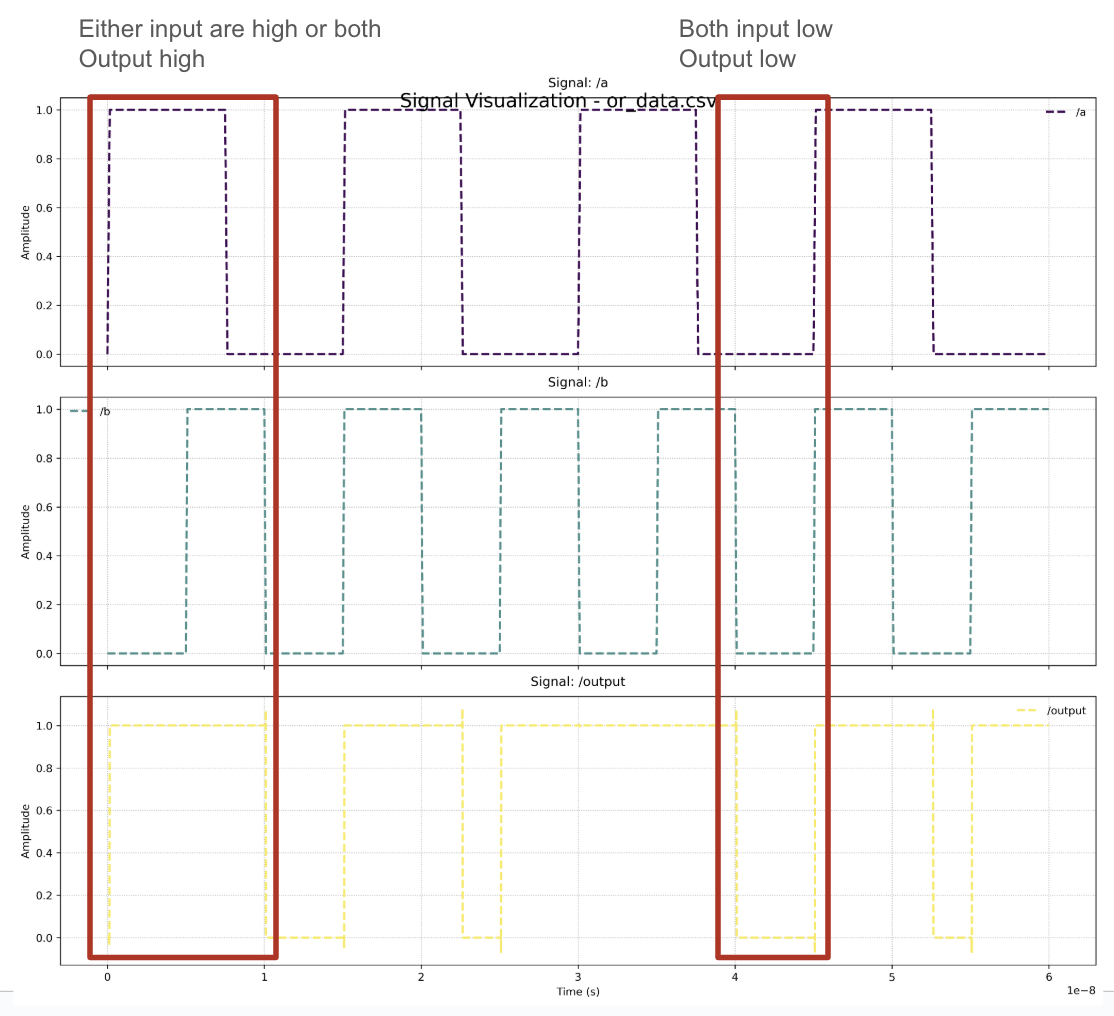 Either input are high or both
Output high
Both input low
Output low
Signal: /a
Signal Visualization - or_data.csv
1.0
/a
0.8
0.6
Amplitude
0.4
0.2
0.0
Signal: /b
1.0
/b
0.8
0.6
Amplitude
0.4
0.2
0.0
Signal: /output
1.0
/output
0.8
0.6
Amplitude
0.4
0.2
0.0
0 1 2 3 4 5 6
Time (s)
1e−8